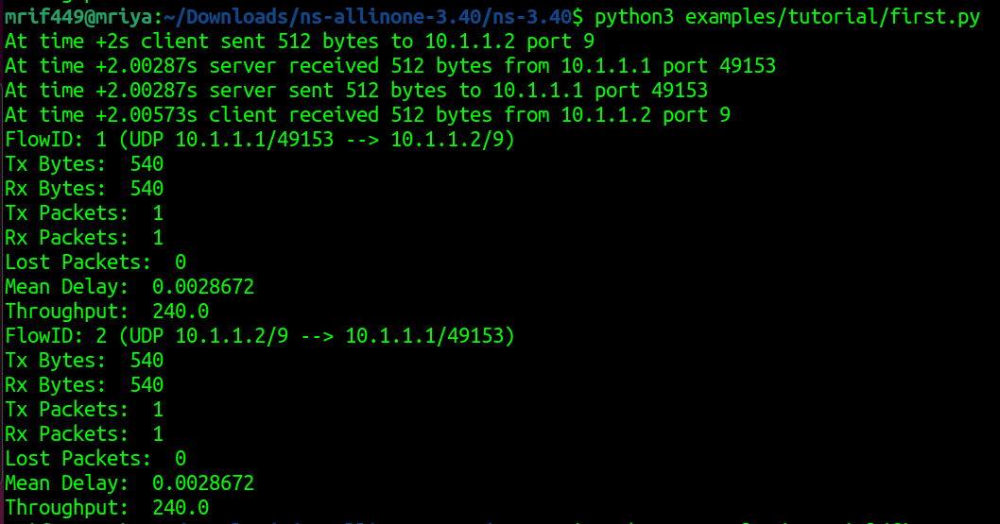 mrif449@mriya:~/Downloads/ns-allinone-3.40/ns-3.40$ python3 examples/tutorial/first.py
At time +2s client sent 512 bytes to 10.1.1.2 port 9
At time +2.00287s server received 512 bytes from 10.1.1.1 port 49153
At time +2.00287s server sent 512 bytes to 10.1.1.1 port 49153
At time +2.00573s client received 512 bytes from 10.1.1.2 port 9
FlowID: 1 (UDP 10.1.1.1/49153 --> 10.1.1.2/9)
Tx Bytes:  540
Rx Bytes:  540
Tx Packets:  1
Rx Packets:  1
Lost Packets:  0
Mean Delay:  0.0028672
Throughput:  240.0
FlowID: 2 (UDP 10.1.1.2/9 --> 10.1.1.1/49153)
Tx Bytes:  540
Rx Bytes:  540
Tx Packets:  1
Rx Packets:  1
Lost Packets:  0
Mean Delay:  0.0028672
Throughput:  240.0